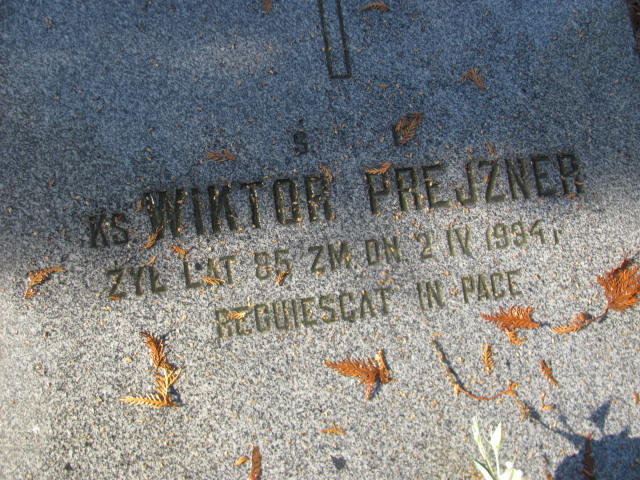 Ś.
KS WIKTOR PREJZNER
ŻYŁ LAT 85 ZM. DN. 2 IV 1994 r
REQUIESCAT IN PACE